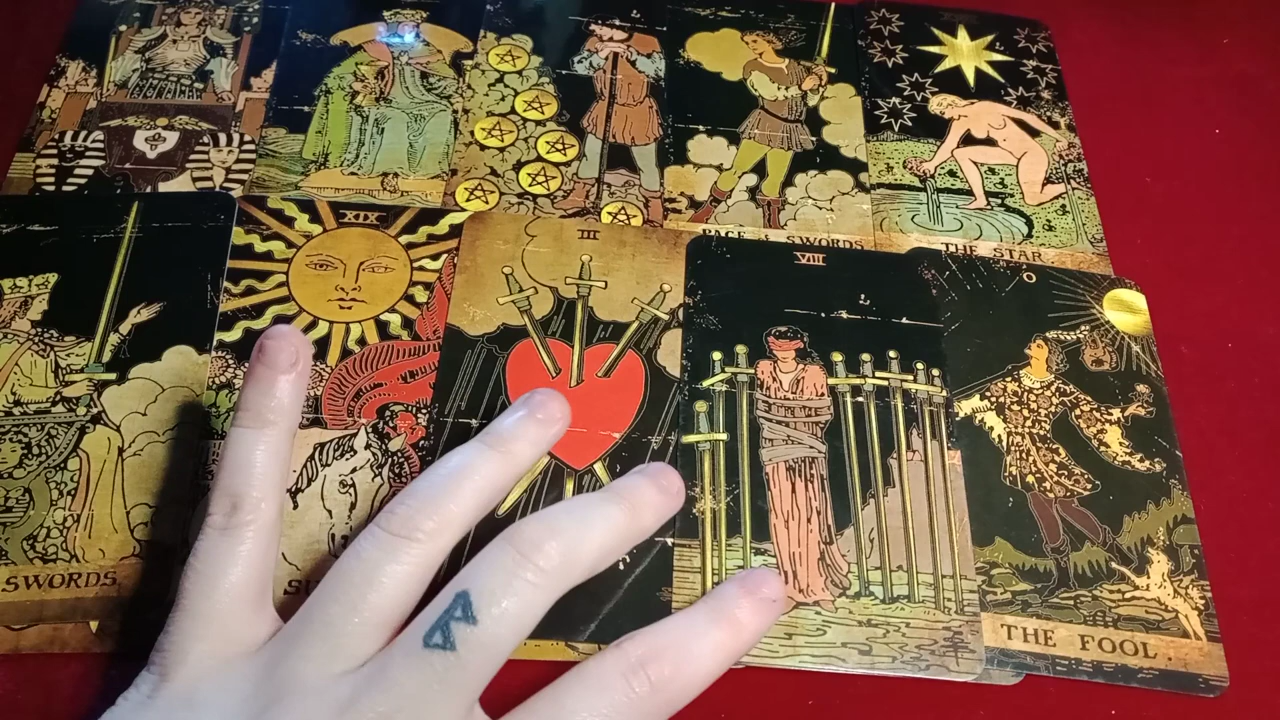 PAGE of SWORDS
THE STAR.
XIX
III
VIII
O
SWORDS
THE FOOL.